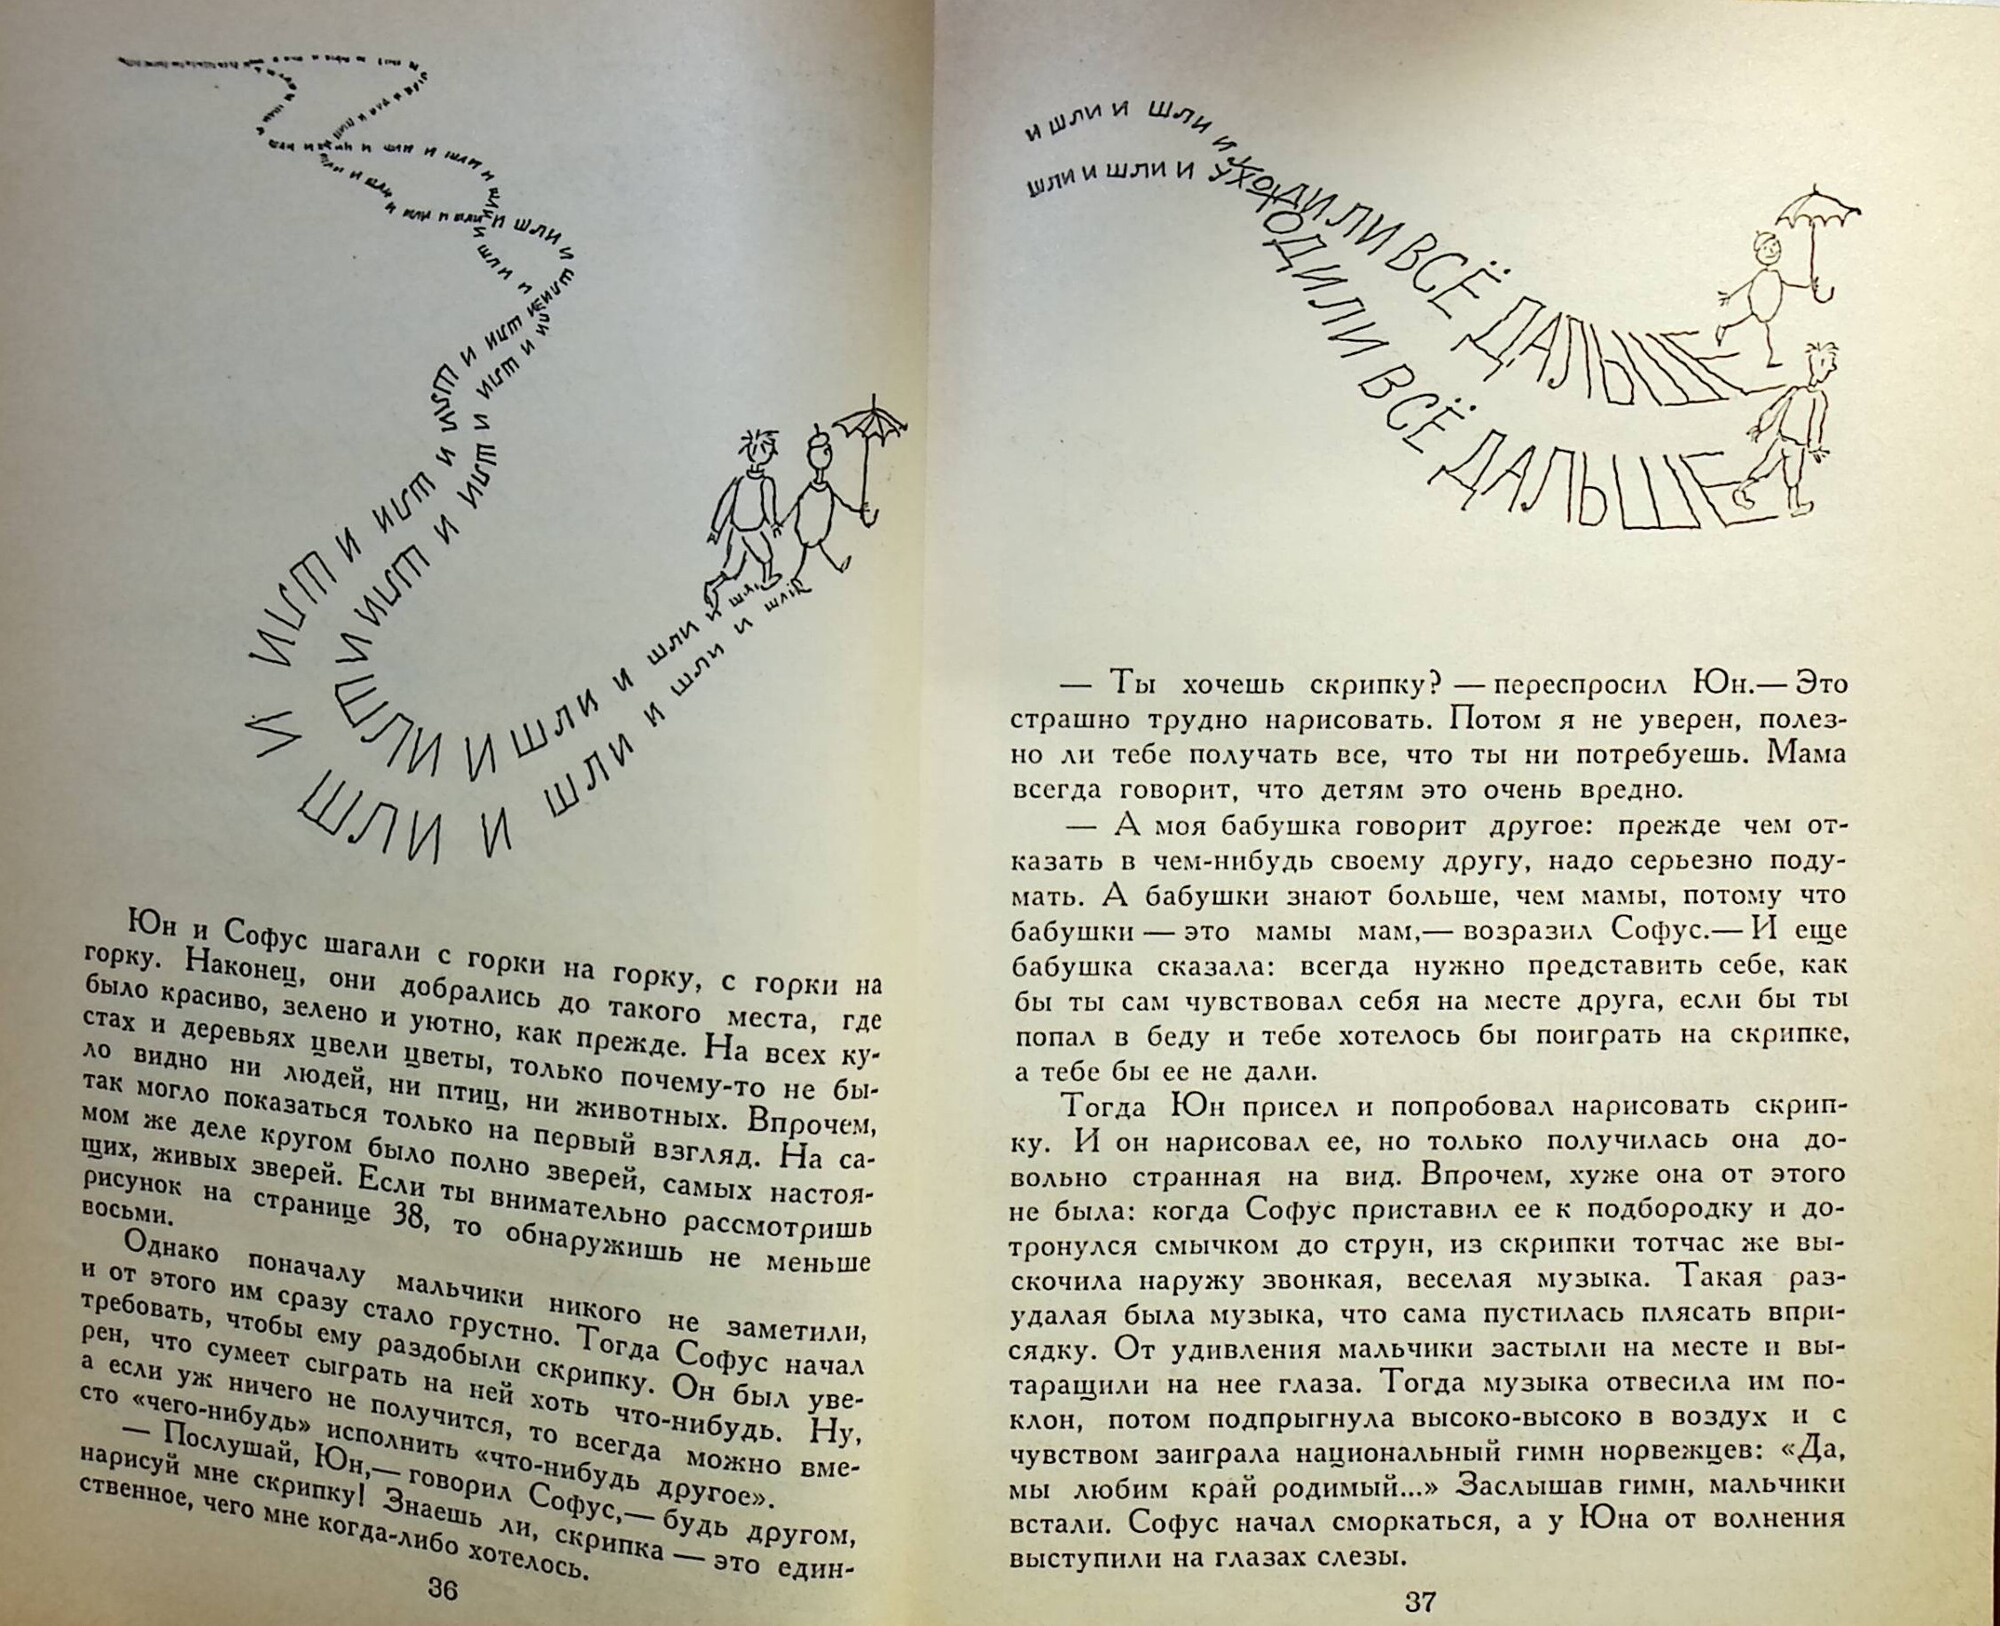 и шли и шли и шли и шли и шли и шли
и шли и шли и шли и шли и шли и шли
Юн и Софус шагали с горки на горку, с горки на
горку. Наконец, они добрались до такого места, где
было красиво, зелено и уютно, как прежде. На всех ку-
стах и деревьях цвели цветы, только почему-то не бы-
ло видно ни людей, ни птиц, ни животных. Впрочем,
так могло показаться только на первый взгляд. На са-
мом же деле кругом было полно зверей, самых настоя-
щих, живых зверей. Если ты внимательно рассмотришь
рисунок на странице 38, то обнаружишь не меньше
восьми.
Однако поначалу мальчики никого не заметили,
и от этого им сразу стало грустно. Тогда Софус начал
требовать, чтобы ему раздобыли скрипку. Он был уве-
рен, что сумеет сыграть на ней хоть что-нибудь. Ну,
а если уж ничего не получится, то всегда можно вме-
сто «чего-нибудь» исполнить «что-нибудь другое».
— Послушай, Юн,— говорил Софус,— будь другом,
нарисуй мне скрипку! Знаешь ли, скрипка — это един-
ственное, чего мне когда-либо хотелось.
36
и шли и шли и уходили всё дальше
шли и шли и уходили всё дальше
— Ты хочешь скрипку? — переспросил Юн.— Это
страшно трудно нарисовать. Потом я не уверен, полез-
но ли тебе получать все, что ты ни потребуешь. Мама
всегда говорит, что детям это очень вредно.
— А моя бабушка говорит другое: прежде чем от-
казать в чем-нибудь своему другу, надо серьезно поду-
мать. А бабушки знают больше, чем мамы, потому что
бабушки — это мамы мам,— возразил Софус.— И еще
бабушка сказала: всегда нужно представить себе, как
бы ты сам чувствовал себя на месте друга, если бы ты
попал в беду и тебе хотелось бы поиграть на скрипке,
а тебе бы ее не дали.
Тогда Юн присел и попробовал нарисовать скрип-
ку. И он нарисовал ее, но только получилась она до-
вольно странная на вид. Впрочем, хуже она от этого
не была: когда Софус приставил ее к подбородку и до-
тронулся смычком до струн, из скрипки тотчас же вы-
скочила наружу звонкая, веселая музыка. Такая раз-
удалая была музыка, что сама пустилась плясать впри-
сядку. От удивления мальчики застыли на месте и вы-
таращили на нее глаза. Тогда музыка отвесила им по-
клон, потом подпрыгнула высоко-высоко в воздух и с
чувством заиграла национальный гимн норвежцев: «Да,
мы любим край родимый...» Заслышав гимн, мальчики
встали. Софус начал сморкаться, а у Юна от волнения
выступили на глазах слезы.
37